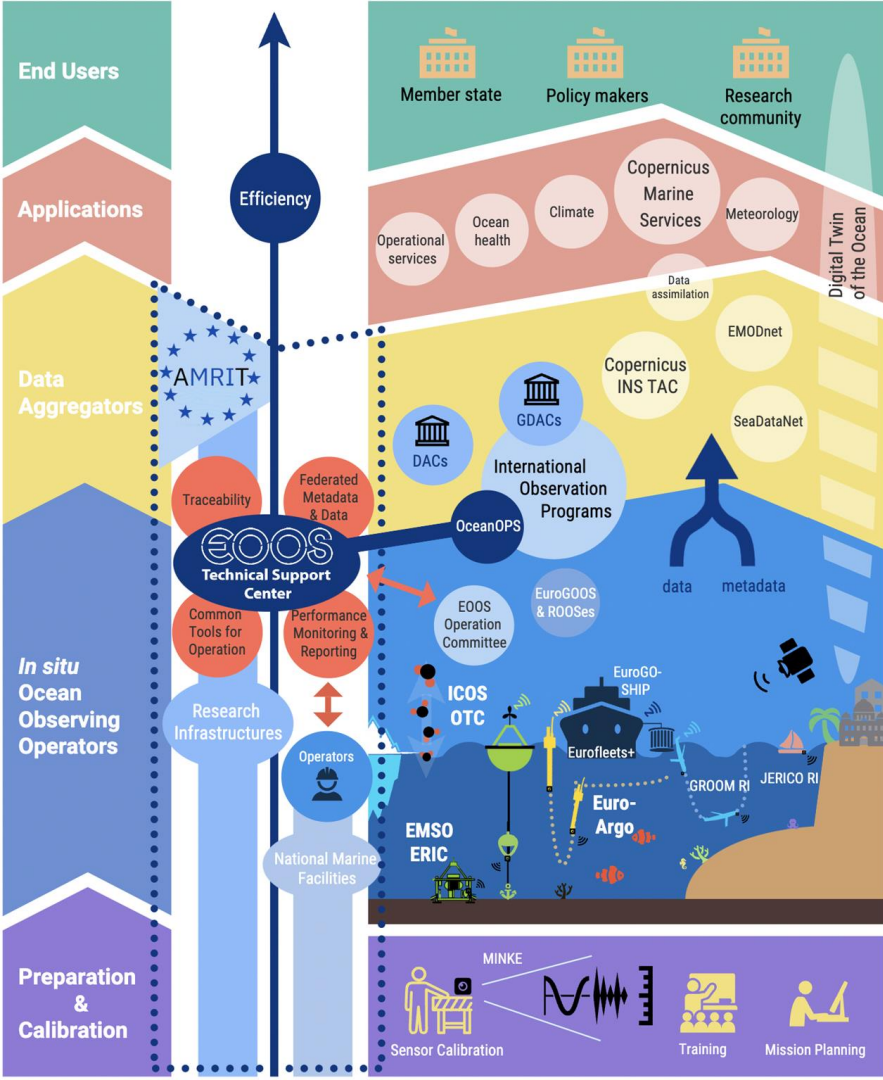 End Users
Member state
Policy makers
Research
community
Applications
Efficiency
Operational
services
Ocean
health
Climate
Copernicus
Marine
Services
Meteorology
Digital Twin
of the Ocean
Data
assimilation
Data
Aggregators
AMRIT
EMODnet
Copernicus
INS TAC
SeaDataNet
GDACs
DACs
International
Observation
Programs
OceanOPS
Traceability
Federated
Metadata
& Data
EOOS
Technical Support
Center
Common
Tools for
Operation
Performance
Monitoring &
Reporting
data
metadata
EOOS
Operation
Committee
EuroGOOS
& ROOSes
In situ
Ocean
Observing
Operators
Research
Infrastructures
Operators
National Marine
Facilities
ICOS
OTC
EuroGO-
SHIP
Eurofleets+
GROOM RI
JERICO RI
Euro-
Argo
EMSO
ERIC
Preparation
&
Calibration
MINKE
Sensor Calibration
Training
Mission Planning